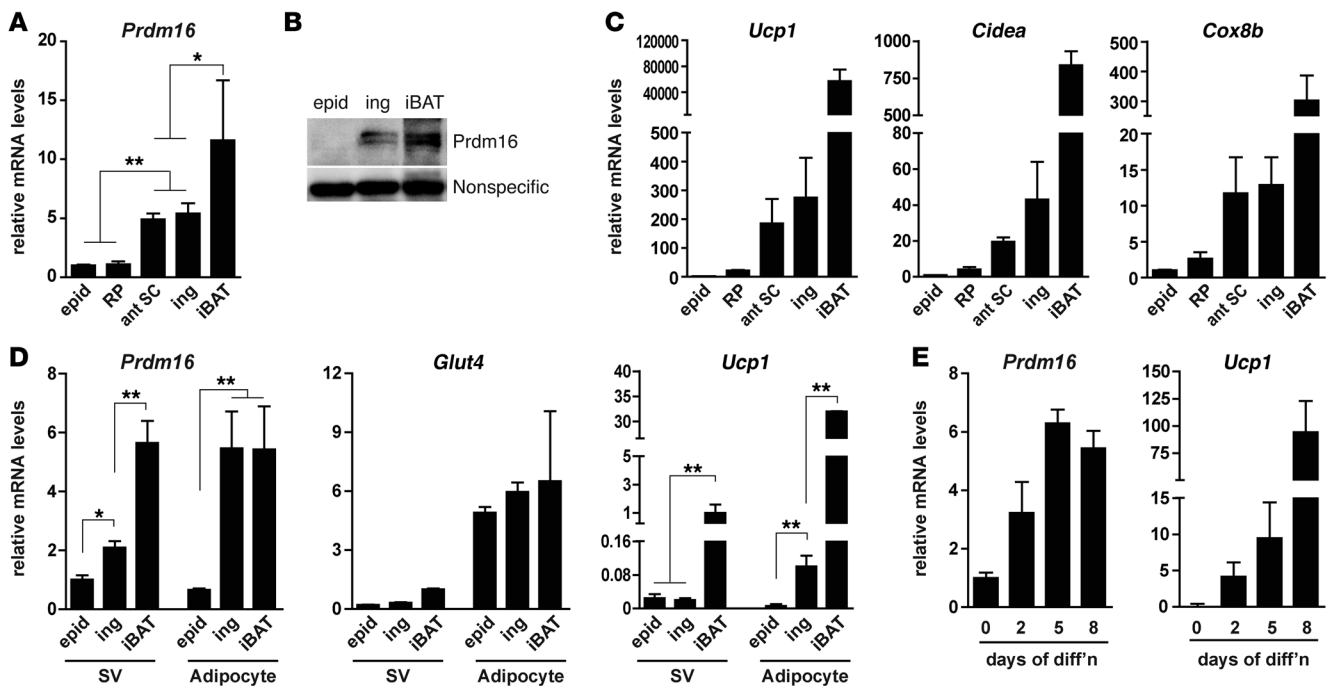 A
Prdm16
relative mRNA levels
20
15
10
5
0
*
**
epid
RP
ant SC
ing
iBAT
B
epid ing iBAT
Prdm16
Nonspecific
C
relative mRNA levels
Ucp1
120000
80000
40000
500
400
300
200
100
0
epid
RP
ant SC
ing
iBAT
Cidea
1000
750
500
80
60
40
20
0
epid
RP
ant SC
ing
iBAT
Cox8b
500
400
300
200
20
15
10
5
0
epid
RP
ant SC
ing
iBAT
D
relative mRNA levels
Prdm16
8
6
4
2
0
*
**
**
epid
ing
iBAT
epid
ing
iBAT
SV
Adipocyte
Glut4
12
9
6
3
0
epid
ing
iBAT
epid
ing
iBAT
SV
Adipocyte
Ucp1
40
35
30
5
3
1
0.16
0.08
0
**
**
**
epid
ing
iBAT
epid
ing
iBAT
SV
Adipocyte
E
relative mRNA levels
Prdm16
8
6
4
2
0
0 2 5 8
days of diff'n
Ucp1
150
125
100
75
15
10
5
0
0 2 5 8
days of diff'n